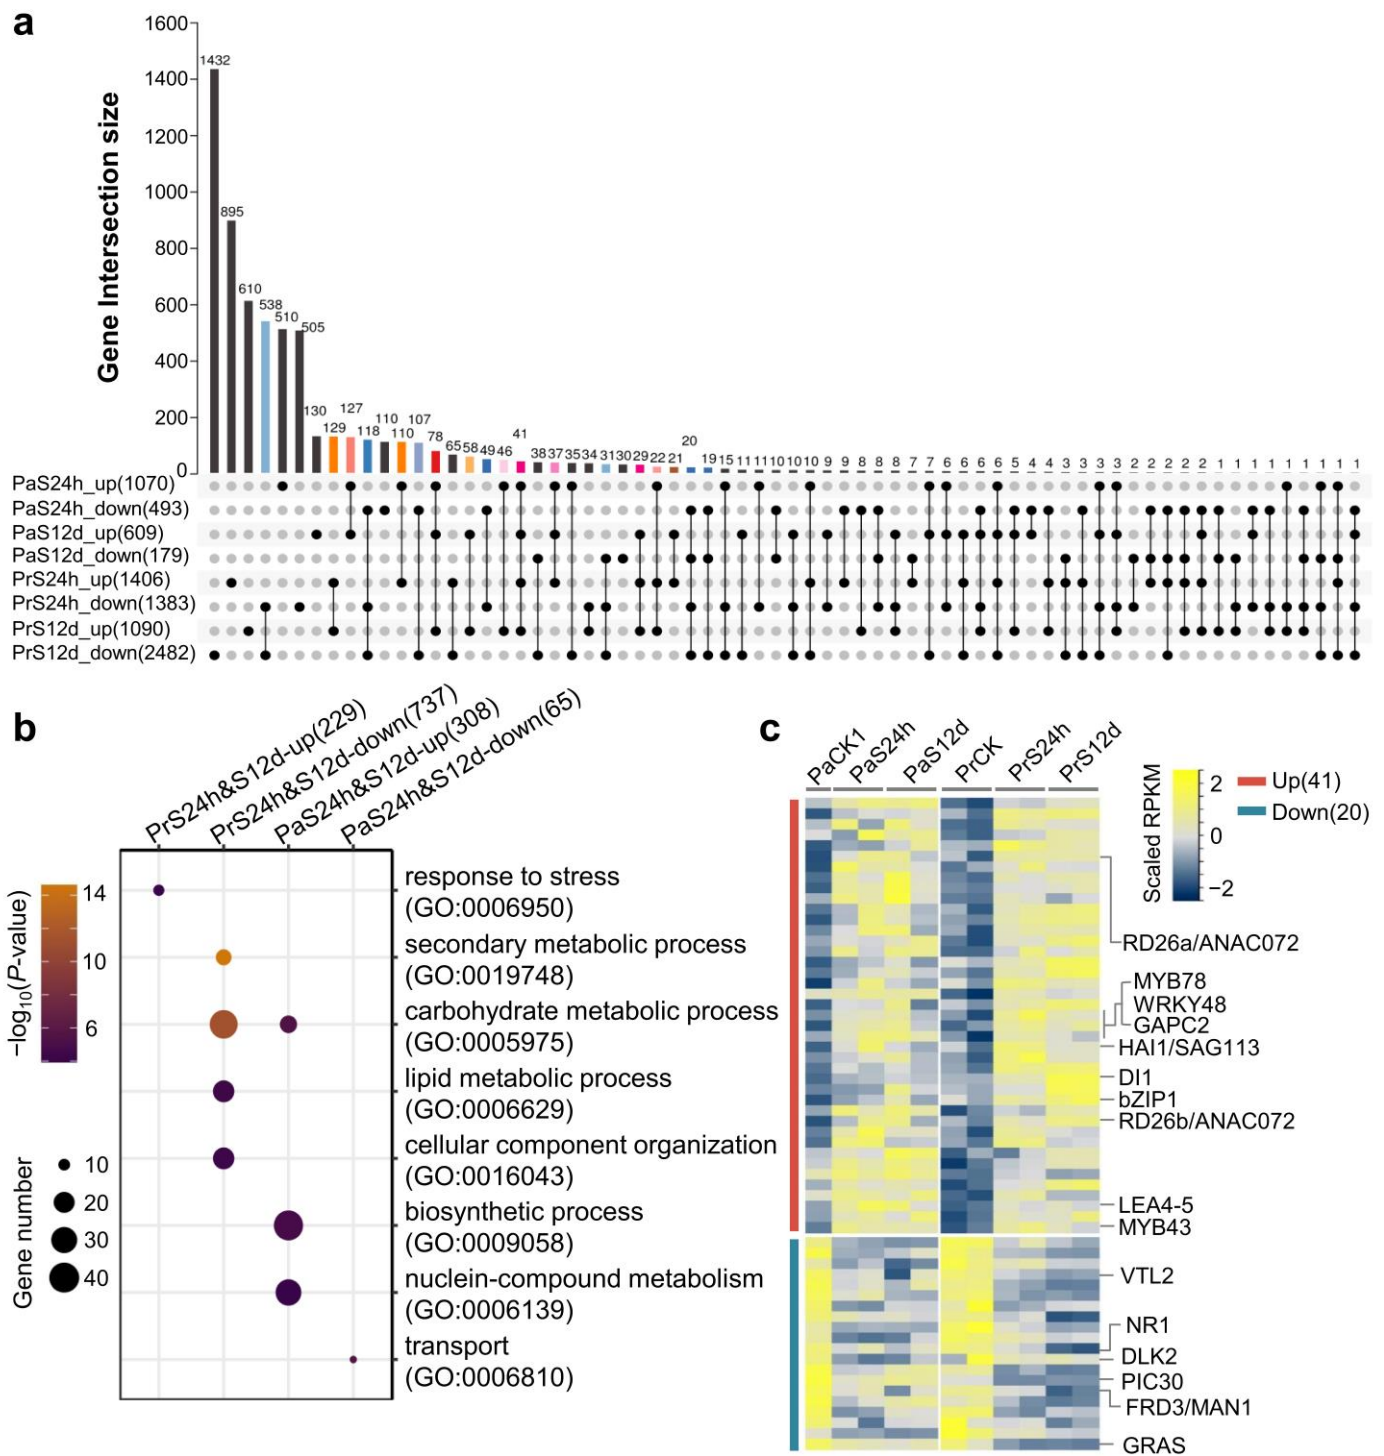 a
Gene Intersection size
1600
1400
1200
1000
800
600
400
200
0
1432
895
610
538
510
505
130
129
127
118
110
110
107
78
65
58
49
46
41
38
37
35
34
31
30
29
22
21
20
19
15
11
11
10
10
10
9
9
8
8
7
7
6
6
6
5
4
4
3
3
3
3
2
2
2
2
2
1
1
1
1
1
1
1
1
1
PaS24h_up(1070)
PaS24h_down(493)
PaS12d_up(609)
PaS12d_down(179)
PrS24h_up(1406)
PrS24h_down(1383)
PrS12d_up(1090)
PrS12d_down(2482)
b
PrS24h&S12d-up(229)
PrS24h&S12d-down(737)
PaS24h&S12d-up(308)
PaS24h&S12d-down(65)
−log10(P-value)
14
10
6
Gene number
10
20
30
40
response to stress
(GO:0006950)
secondary metabolic process
(GO:0019748)
carbohydrate metabolic process
(GO:0005975)
lipid metabolic process
(GO:0006629)
cellular component organization
(GO:0016043)
biosynthetic process
(GO:0009058)
nuclein-compound metabolism
(GO:0006139)
transport
(GO:0006810)
c
PaCK1
PaS24h
PaS12d
PrCK
PrS24h
PrS12d
Scaled RPKM
2
0
−2
Up(41)
Down(20)
RD26a/ANAC072
MYB78
WRKY48
GAPC2
HAI1/SAG113
DI1
bZIP1
RD26b/ANAC072
LEA4-5
MYB43
VTL2
NR1
DLK2
PIC30
FRD3/MAN1
GRAS